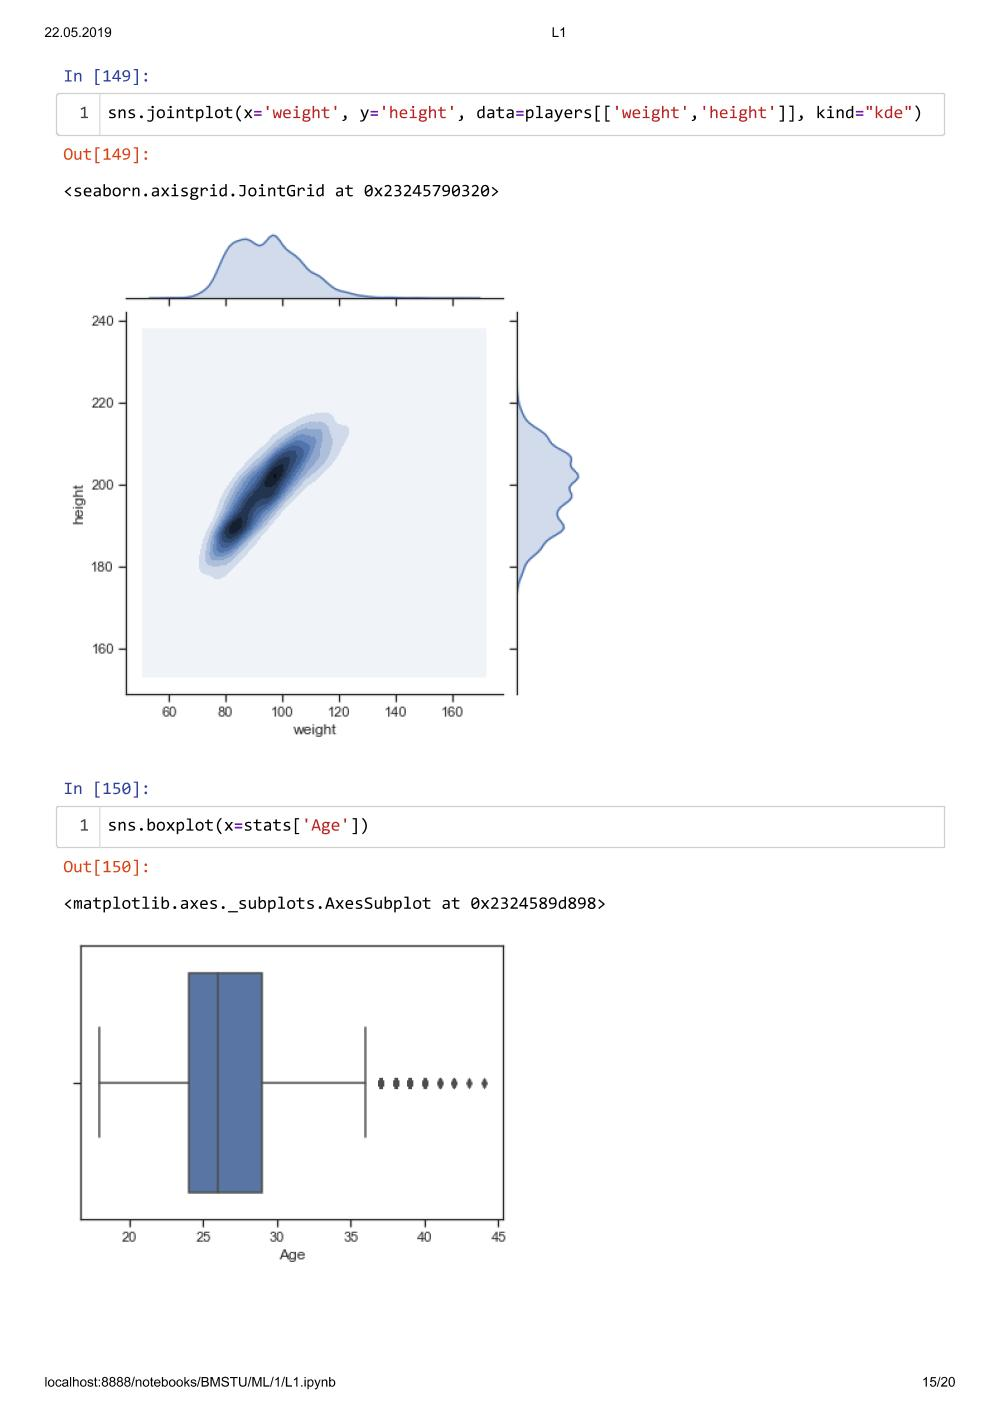 22.05.2019 L1
In [149]:
1 sns.jointplot(x='weight', y='height', data=players[['weight','height']], kind="kde")
Out[149]:
<seaborn.axisgrid.JointGrid at 0x23245790320>
240
220
200
180
160
height
60 80 100 120 140 160
weight
In [150]:
1 sns.boxplot(x=stats['Age'])
Out[150]:
<matplotlib.axes._subplots.AxesSubplot at 0x2324589d898>
20 25 30 35 40 45
Age
localhost:8888/notebooks/BMSTU/ML/1/L1.ipynb 15/20